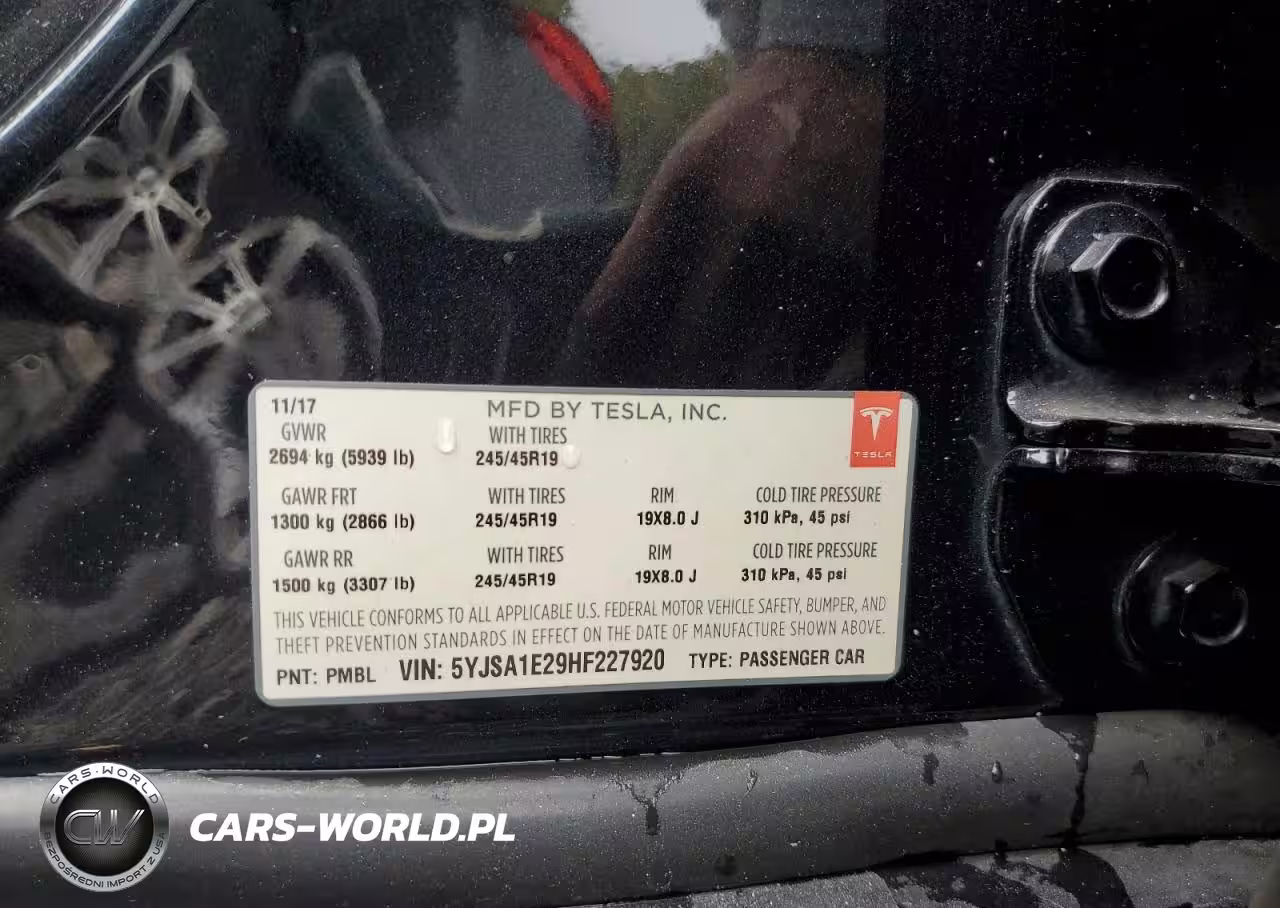 11/17 MFD BY TESLA, INC.
GVWR WITH TIRES
2694 kg (5939 lb) 245/45R19
TESLA
GAWR FRT WITH TIRES RIM COLD TIRE PRESSURE
1300 kg (2866 lb) 245/45R19 19X8.0 J 310 kPa, 45 psi
GAWR RR WITH TIRES RIM COLD TIRE PRESSURE
1500 kg (3307 lb) 245/45R19 19X8.0 J 310 kPa, 45 psi
THIS VEHICLE CONFORMS TO ALL APPLICABLE U.S. FEDERAL MOTOR VEHICLE SAFETY, BUMPER, AND
THEFT PREVENTION STANDARDS IN EFFECT ON THE DATE OF MANUFACTURE SHOWN ABOVE.
PNT: PMBL VIN: 5YJSA1E29HF227920 TYPE: PASSENGER CAR
CARS-WORLD
CW
BEZPOŚREDNI IMPORT Z USA
CARS-WORLD.PL